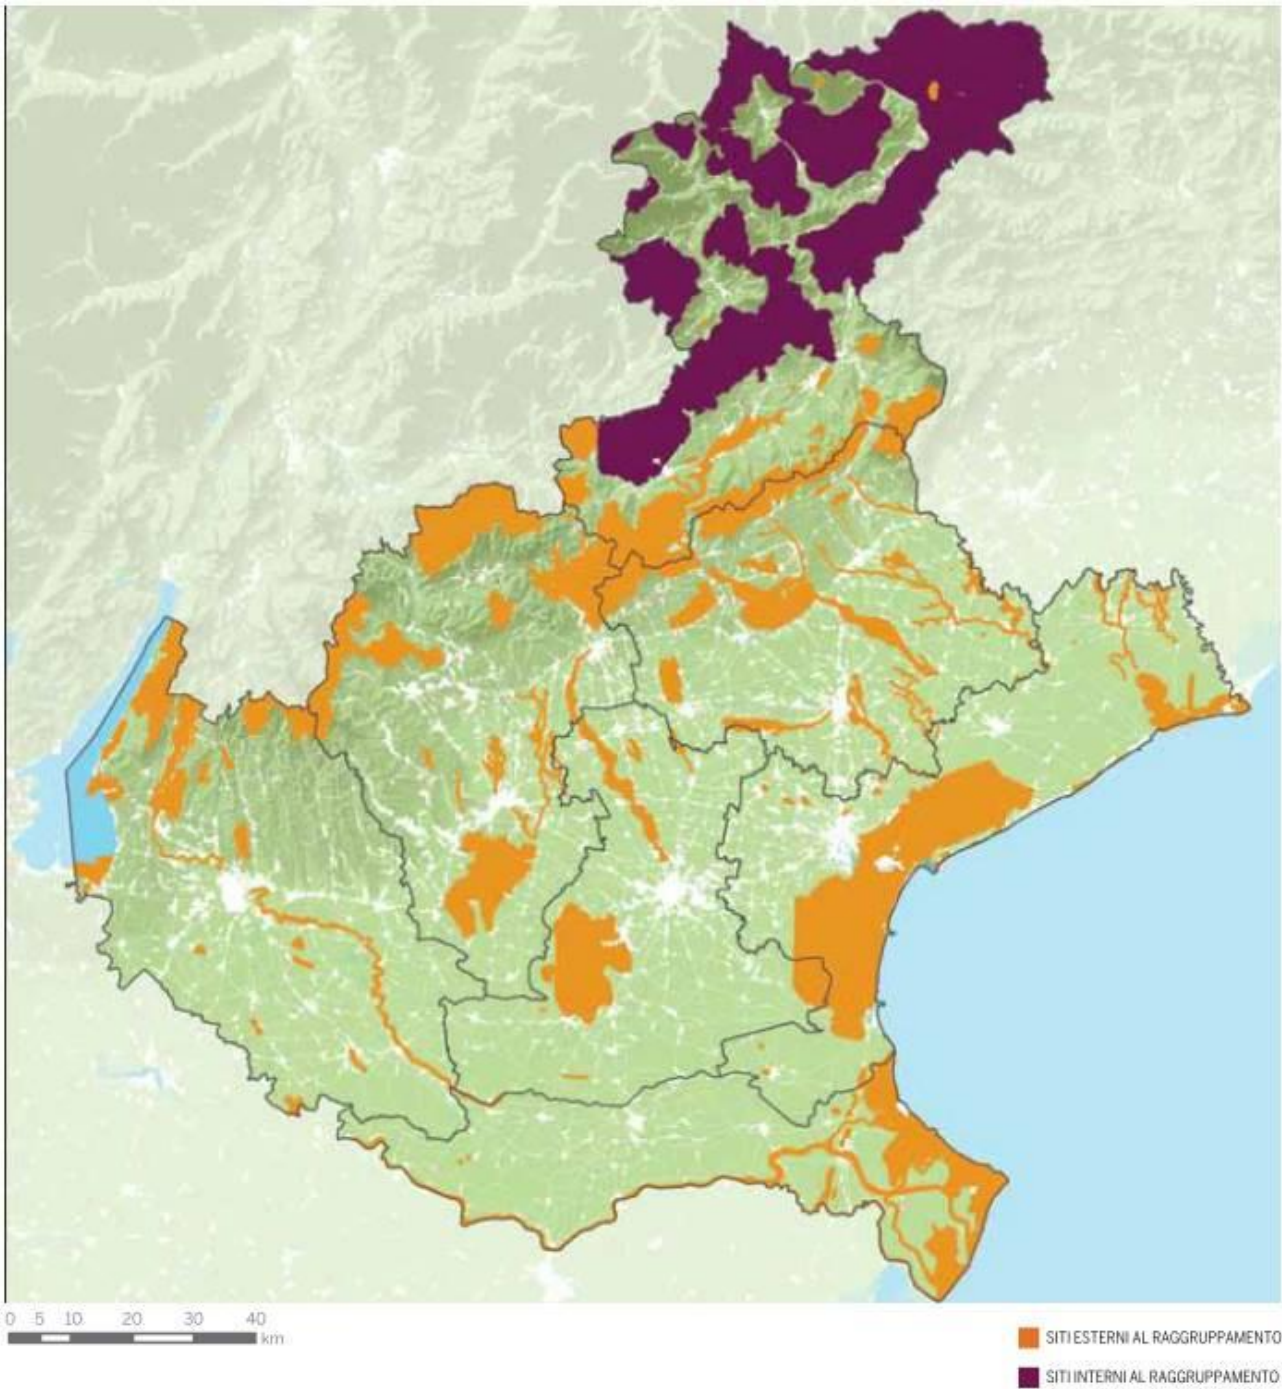 0 5 10 20 30 40
km
SITI ESTERNI AL RAGGRUPPAMENTO
SITI INTERNI AL RAGGRUPPAMENTO